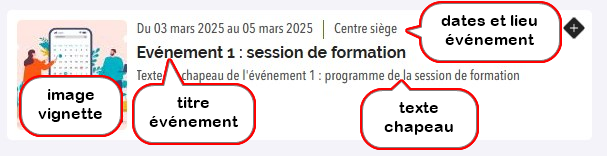 Du 03 mars 2025 au 05 mars 2025 | Centre siège
dates et lieu
événement
Evénement 1 : session de formation
Texte chapeau de l'événement 1 : programme de la session de formation
image
vignette
titre
événement
texte
chapeau